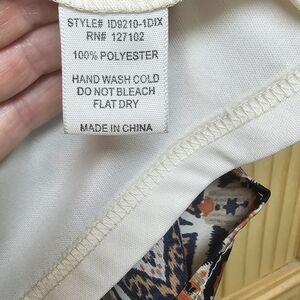 STYLE# ID9210-1DIX
RN# 127102
100% POLYESTER
HAND WASH COLD
DO NOT BLEACH
FLAT DRY
MADE IN CHINA